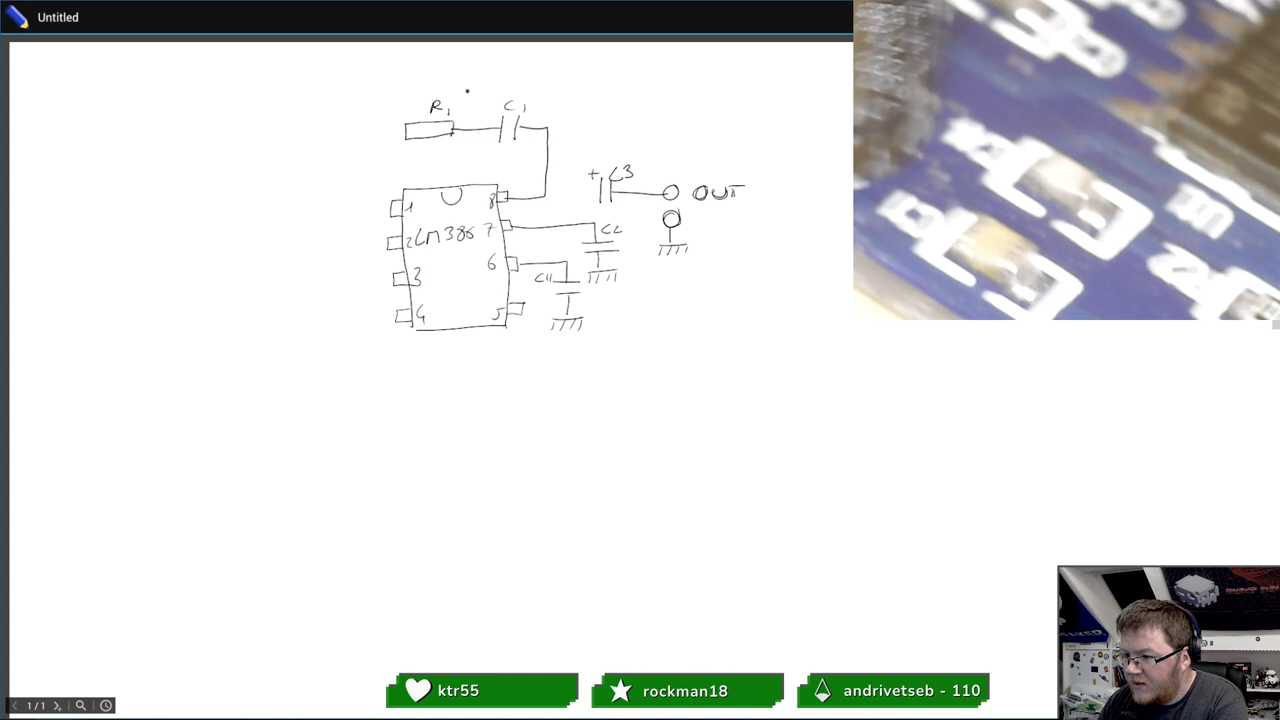 Untitled
R1
C1
+ C3
OUT
1
8
2
LM386
7
C2
6
C11
3
4
5
1/1
ktr55
rockman18
andrivetseb - 110